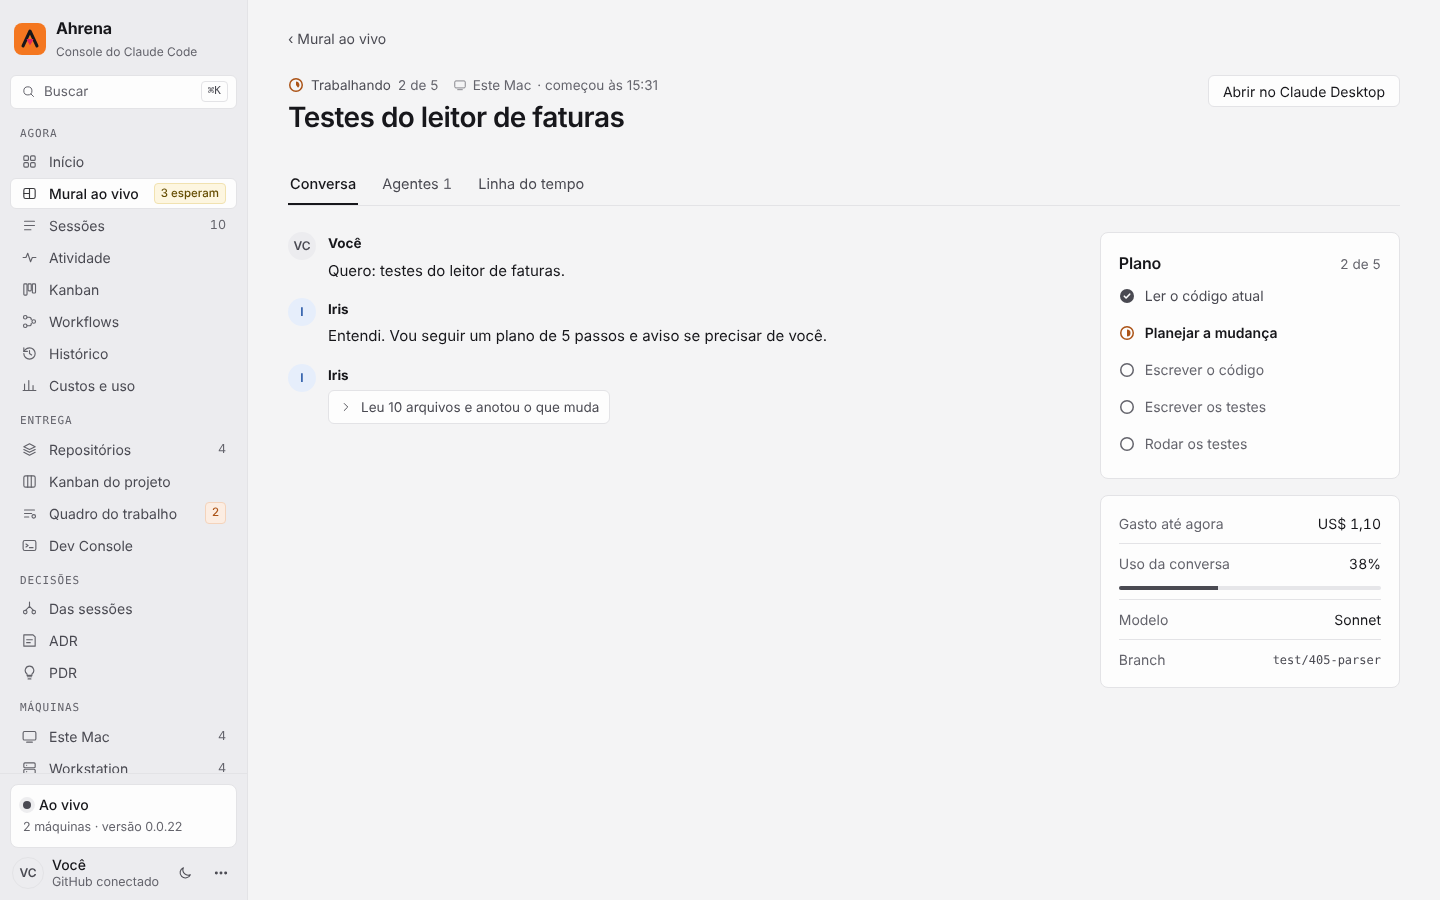 Ahrena
Console do Claude Code
Buscar ⌘K
AGORA
Início
Mural ao vivo 3 esperam
Sessões 10
Atividade
Kanban
Workflows
Histórico
Custos e uso
ENTREGA
Repositórios 4
Kanban do projeto
Quadro do trabalho 2
Dev Console
DECISÕES
Das sessões
ADR
PDR
MÁQUINAS
Este Mac 4
Workstation 4
Ao vivo
2 máquinas · versão 0.0.22
VC Você
GitHub conectado
‹ Mural ao vivo
Trabalhando 2 de 5 Este Mac · começou às 15:31
Testes do leitor de faturas
Abrir no Claude Desktop
Conversa Agentes 1 Linha do tempo
VC Você
Quero: testes do leitor de faturas.
I Iris
Entendi. Vou seguir um plano de 5 passos e aviso se precisar de você.
I Iris
Leu 10 arquivos e anotou o que muda
Plano 2 de 5
Ler o código atual
Planejar a mudança
Escrever o código
Escrever os testes
Rodar os testes
Gasto até agora US$ 1,10
Uso da conversa 38%
Modelo Sonnet
Branch test/405-parser